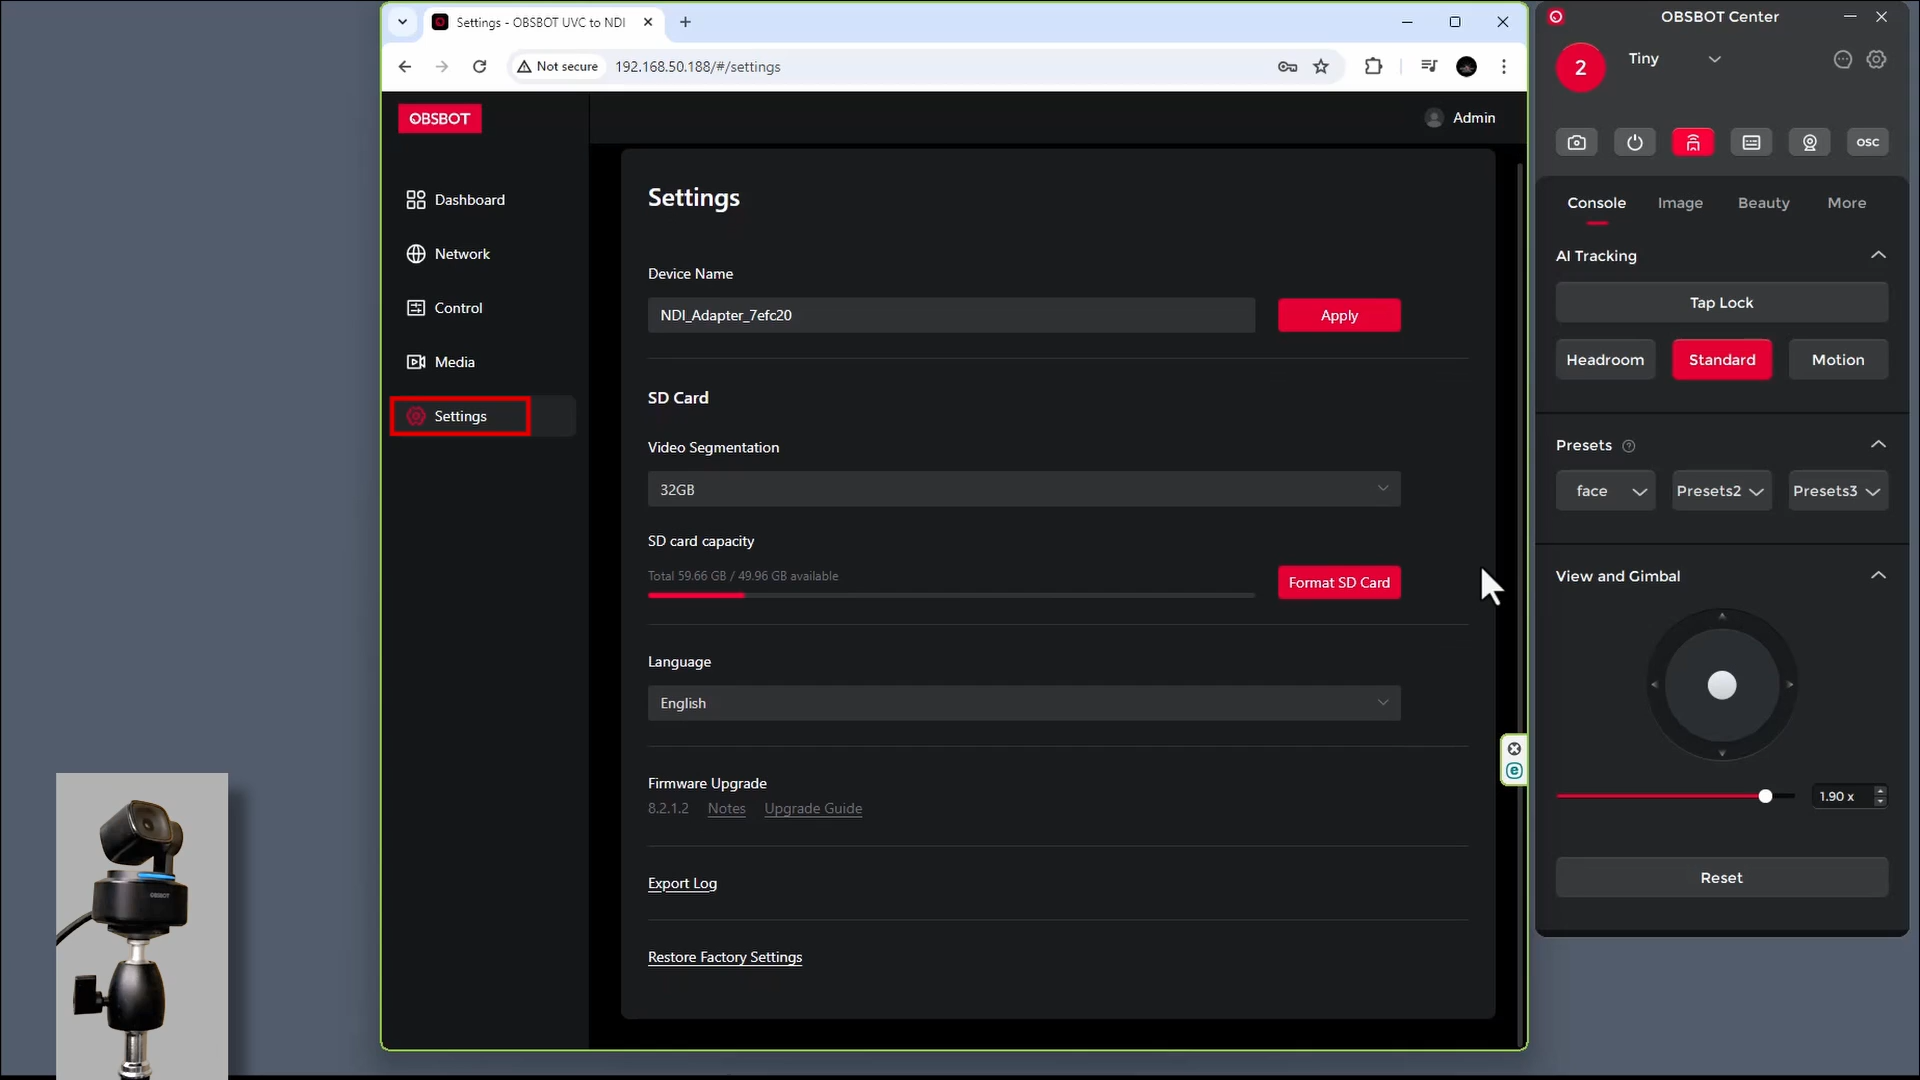 Settings - OBSBOT UVC to NDI
Not secure
192.168.50.188/#/settings
OBSBOT
Admin
Dashboard
Network
Control
Media
Settings
Settings
Device Name
NDI_Adapter_7efc20
Apply
SD Card
Video Segmentation
32GB
SD card capacity
Total 59.66 GB / 49.96 GB available
Format SD Card
Language
English
Firmware Upgrade
8.2.1.2 Notes Upgrade Guide
Export Log
Restore Factory Settings
OBSBOT Center
2
Tiny
OSC
Console Image Beauty More
AI Tracking
Tap Lock
Headroom Standard Motion
Presets
face Presets2 Presets3
View and Gimbal
1.90 x
Reset
OBSBOT